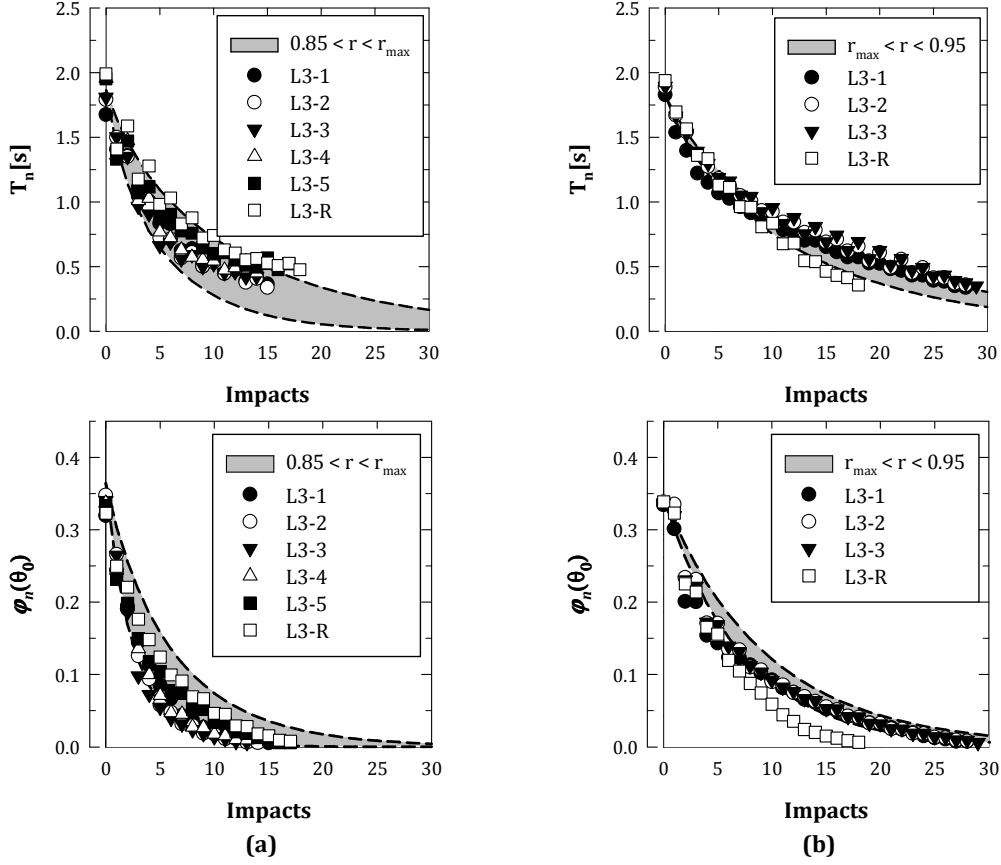 2.5
2.0
1.5
1.0
0.5
0.0
T_n[s]
0.85 < r < r_max
L3-1
L3-2
L3-3
L3-4
L3-5
L3-R
0 5 10 15 20 25 30
Impacts
2.5
2.0
1.5
1.0
0.5
0.0
T_n[s]
r_max < r < 0.95
L3-1
L3-2
L3-3
L3-R
0 5 10 15 20 25 30
Impacts
0.4
0.3
0.2
0.1
0.0
φ_n(θ_0)
0.85 < r < r_max
L3-1
L3-2
L3-3
L3-4
L3-5
L3-R
0 5 10 15 20 25 30
Impacts
(a)
0.4
0.3
0.2
0.1
0.0
φ_n(θ_0)
r_max < r < 0.95
L3-1
L3-2
L3-3
L3-R
0 5 10 15 20 25 30
Impacts
(b)